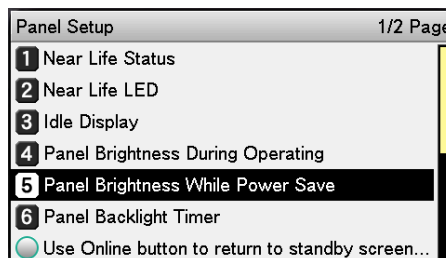 Panel Setup 1/2 Page
1 Near Life Status
2 Near Life LED
3 Idle Display
4 Panel Brightness During Operating
5 Panel Brightness While Power Save
6 Panel Backlight Timer
Use Online button to return to standby screen...